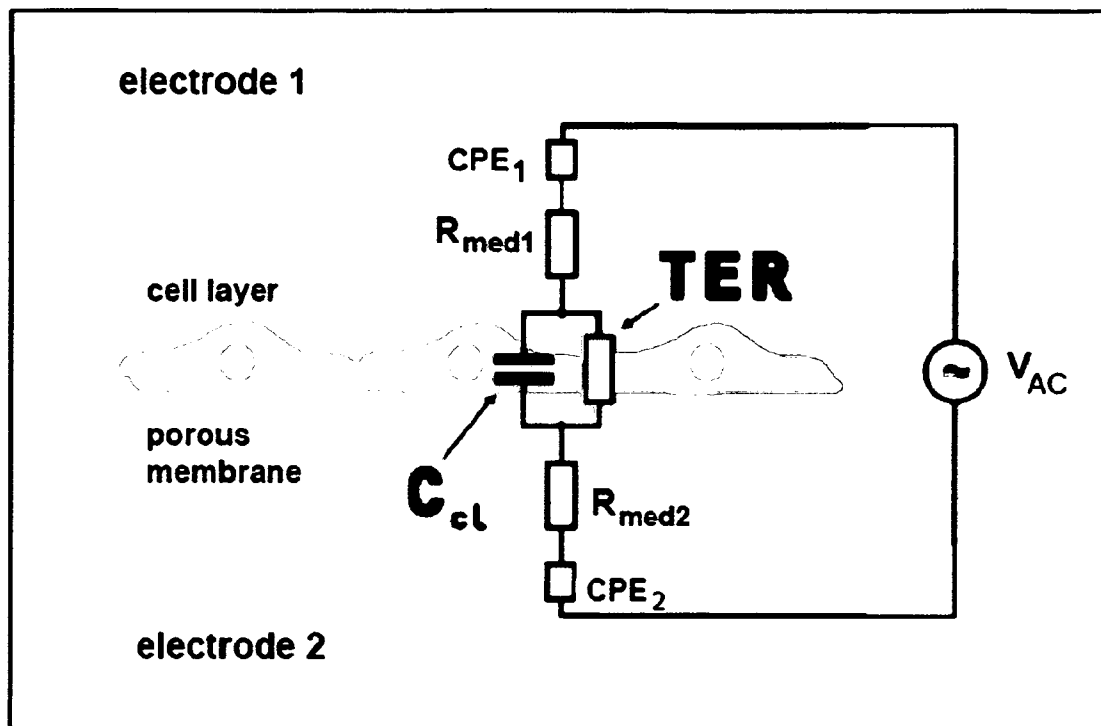 electrode 1
CPE1
Rmed1
TER
cell layer
VAC
porous
membrane
Ccl
Rmed2
CPE2
electrode 2